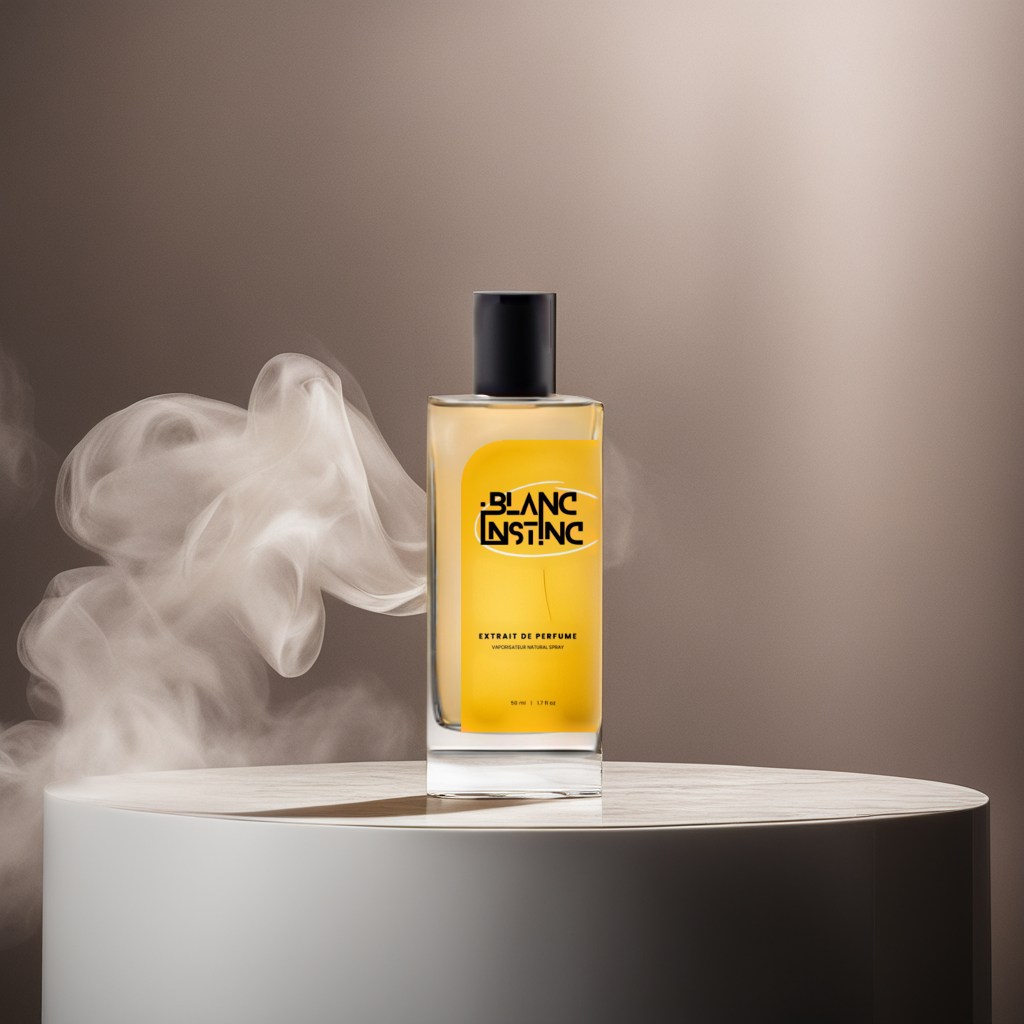 BLANC
INSTINC
EXTRAIT DE PERFUME
VAPORISATEUR NATURAL SPRAY
50 ml | 1.7 fl oz